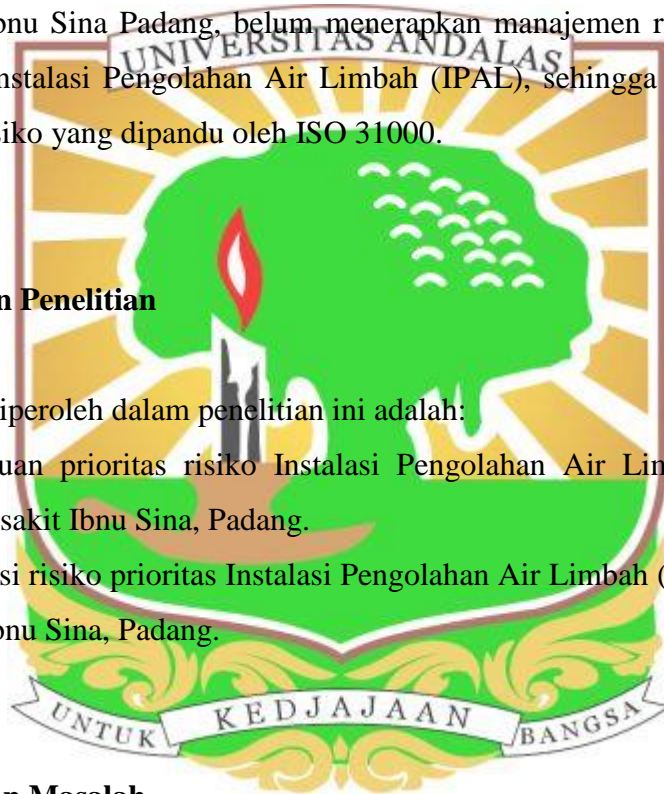 bnu Sina Padang, belum menerapkan manajemen r
UNIVERSITAS ANDALAS
nstalasi Pengolahan Air Limbah (IPAL), sehingga
siko yang dipandu oleh ISO 31000.
n Penelitian
iperoleh dalam penelitian ini adalah:
uan prioritas risiko Instalasi Pengolahan Air Lim
sakit Ibnu Sina, Padang.
si risiko prioritas Instalasi Pengolahan Air Limbah (
bnu Sina, Padang.
UNTUK KEDJAJAAN BANGSA
n Masalah